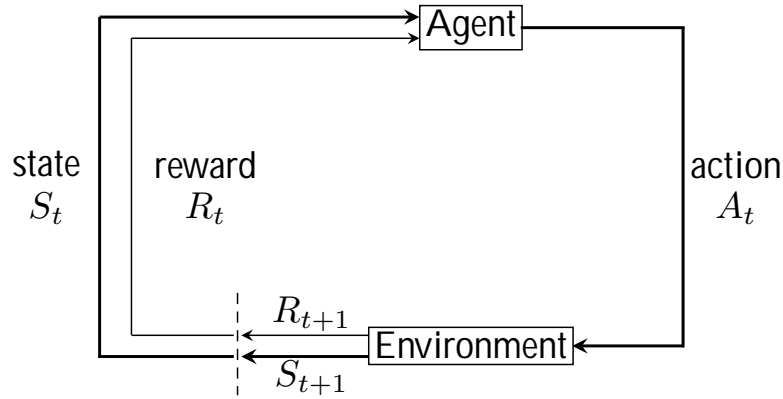 Agent
state
S_t
reward
R_t
action
A_t
R_{t+1}
Environment
S_{t+1}